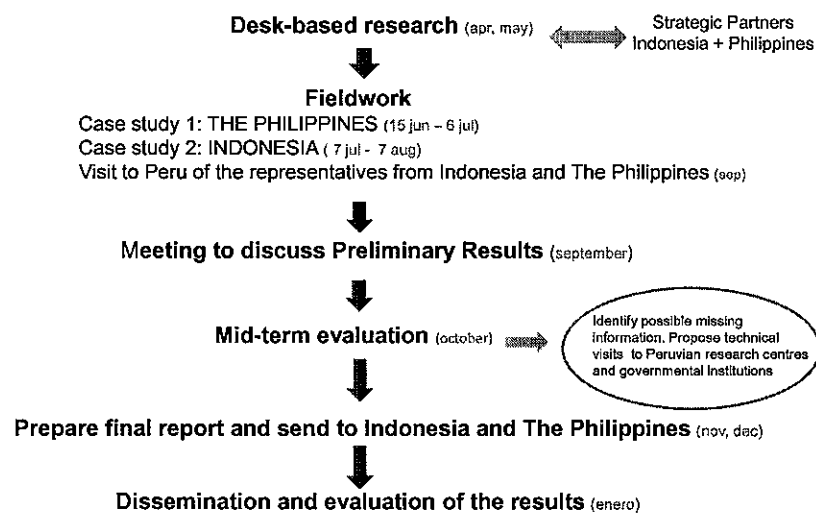 Desk-based research (apr, may)
Strategic Partners
Indonesia + Philippines
Fieldwork
Case study 1: THE PHILIPPINES (15 jun – 6 jul)
Case study 2: INDONESIA ( 7 jul - 7 aug)
Visit to Peru of the representatives from Indonesia and The Philippines (sep)
Meeting to discuss Preliminary Results (september)
Mid-term evaluation (october)
Identify possible missing
information. Propose technical
visits to Peruvian research centres
and governmental institutions
Prepare final report and send to Indonesia and The Philippines (nov, dec)
Dissemination and evaluation of the results (enero)